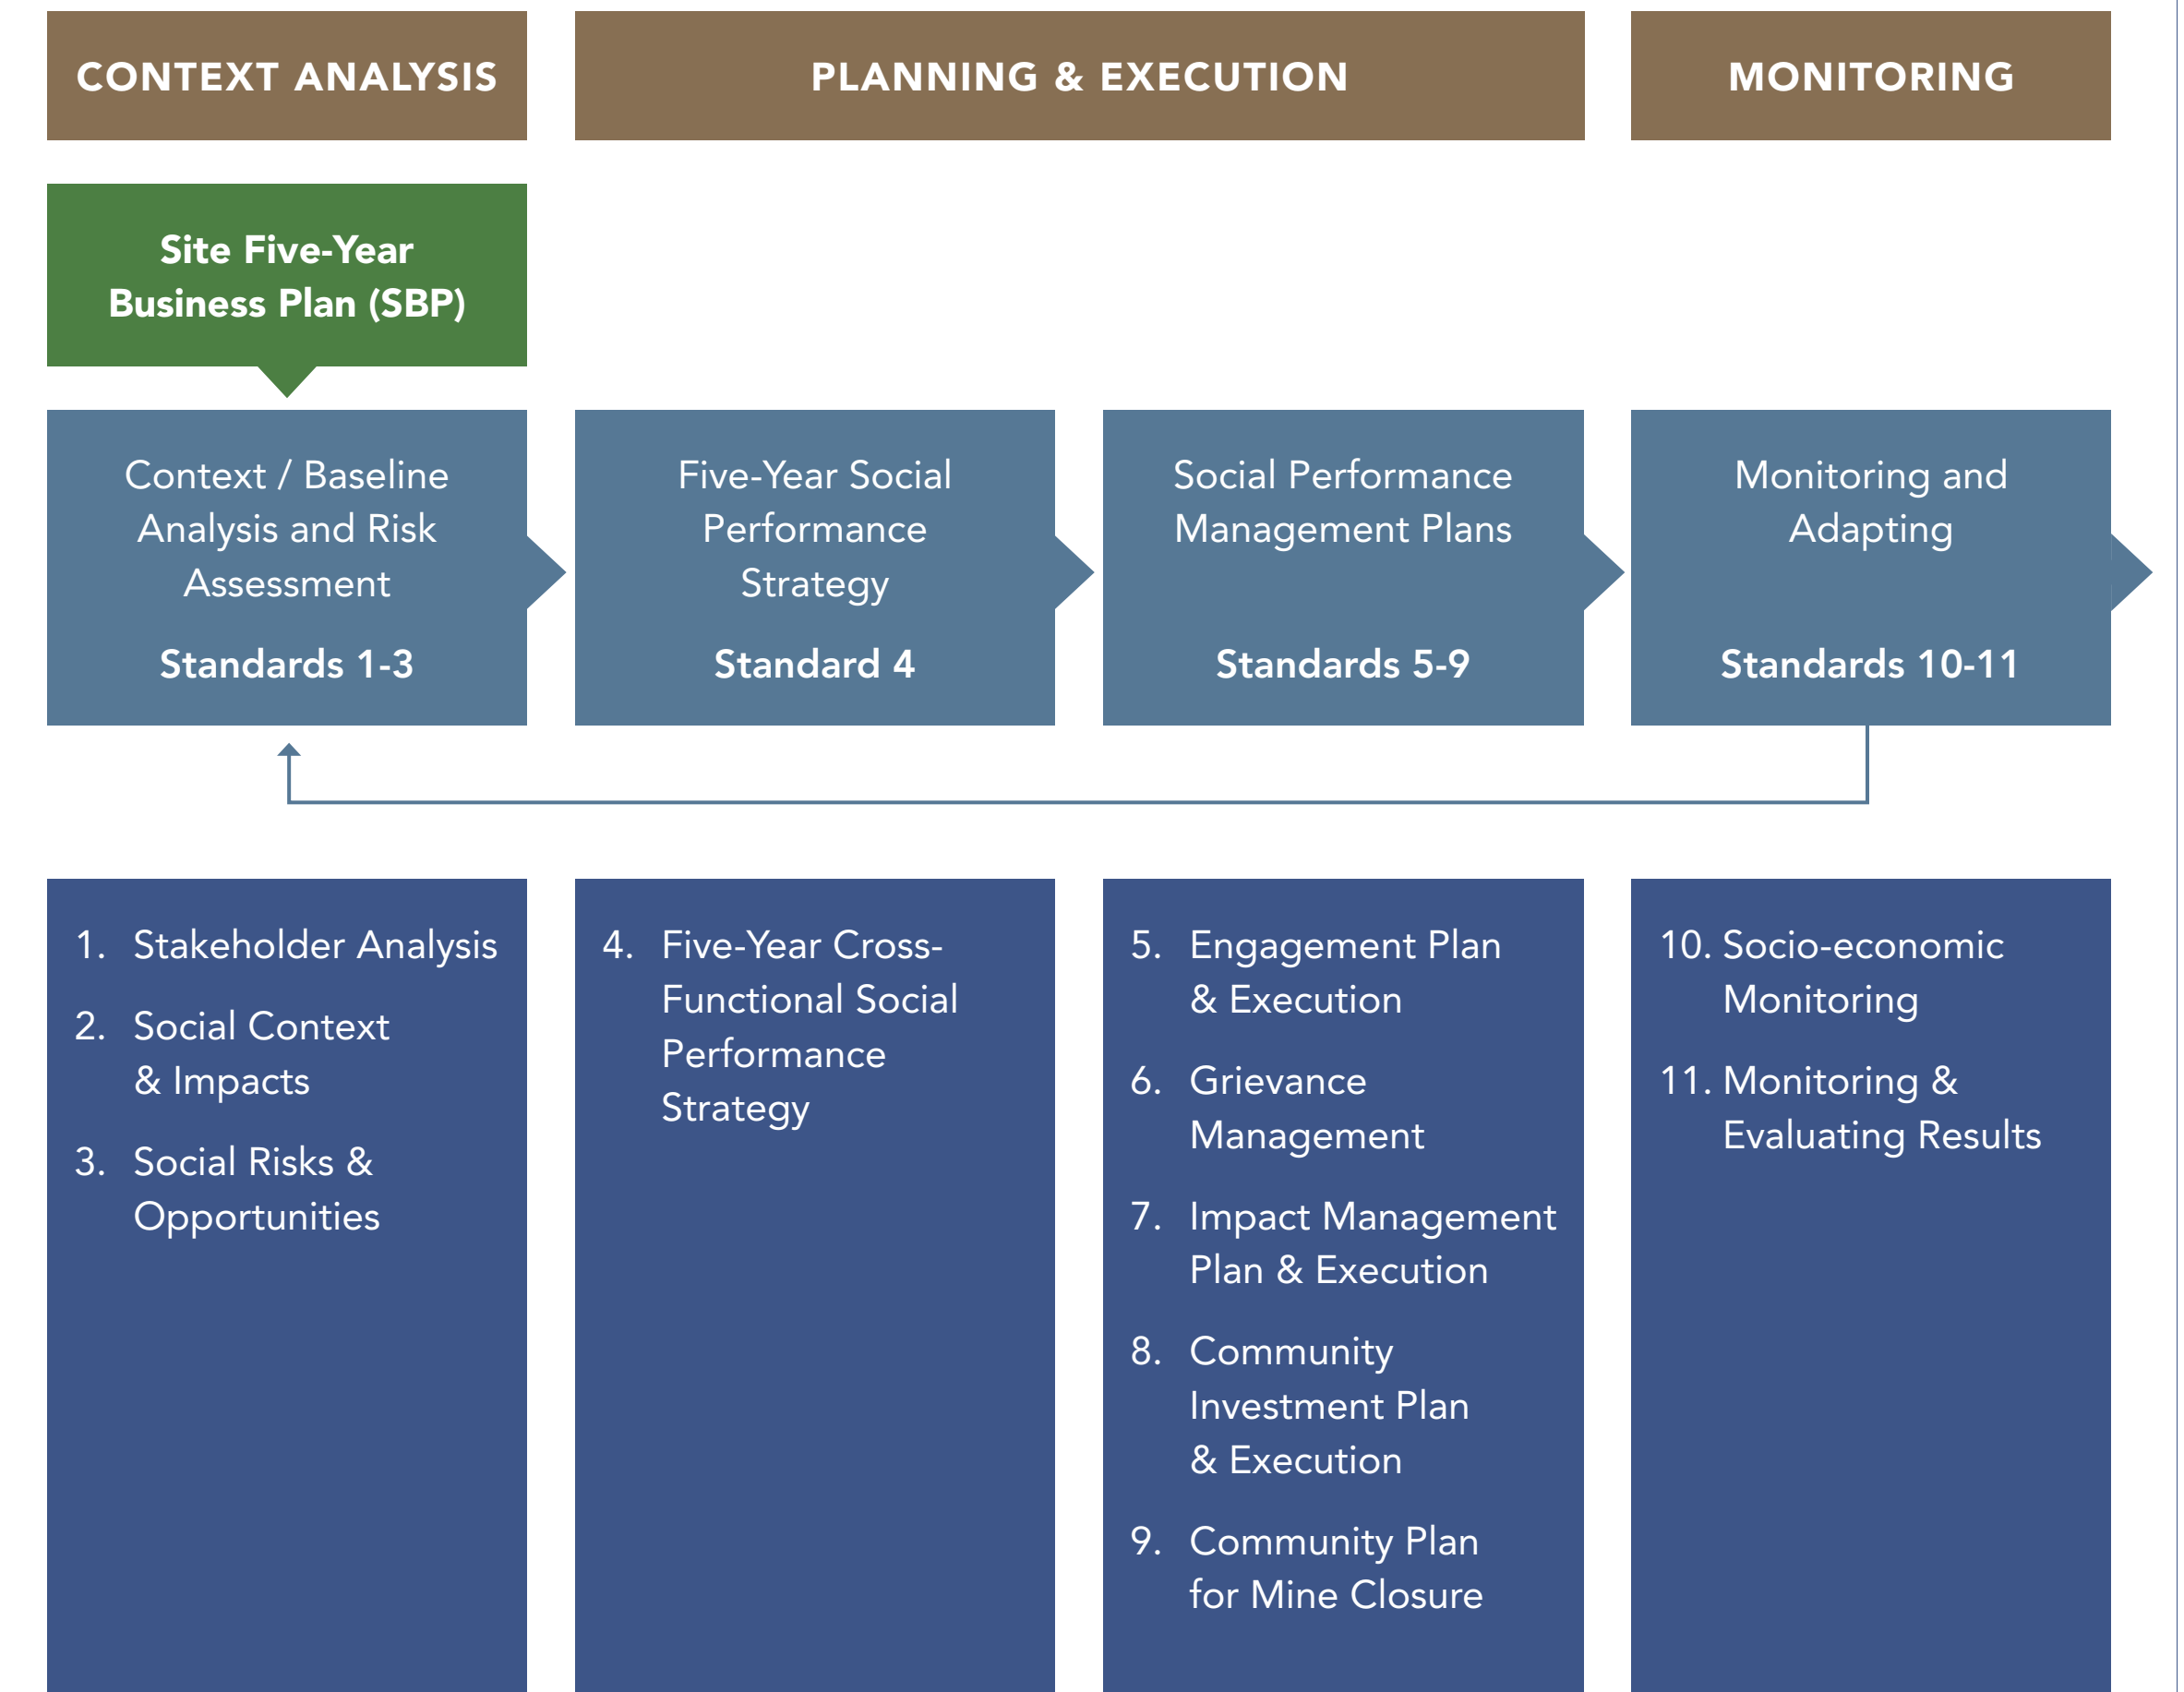 CONTEXT ANALYSIS
PLANNING & EXECUTION
MONITORING
Site Five-Year
Business Plan (SBP)
Context / Baseline
Analysis and Risk
Assessment
Standards 1-3
Five-Year Social
Performance
Strategy
Standard 4
Social Performance
Management Plans
Standards 5-9
Monitoring and
Adapting
Standards 10-11
1. Stakeholder Analysis
2. Social Context
& Impacts
3. Social Risks &
Opportunities
4. Five-Year Cross-
Functional Social
Performance
Strategy
5. Engagement Plan
& Execution
6. Grievance
Management
7. Impact Management
Plan & Execution
8. Community
Investment Plan
& Execution
9. Community Plan
for Mine Closure
10. Socio-economic
Monitoring
11. Monitoring &
Evaluating Results